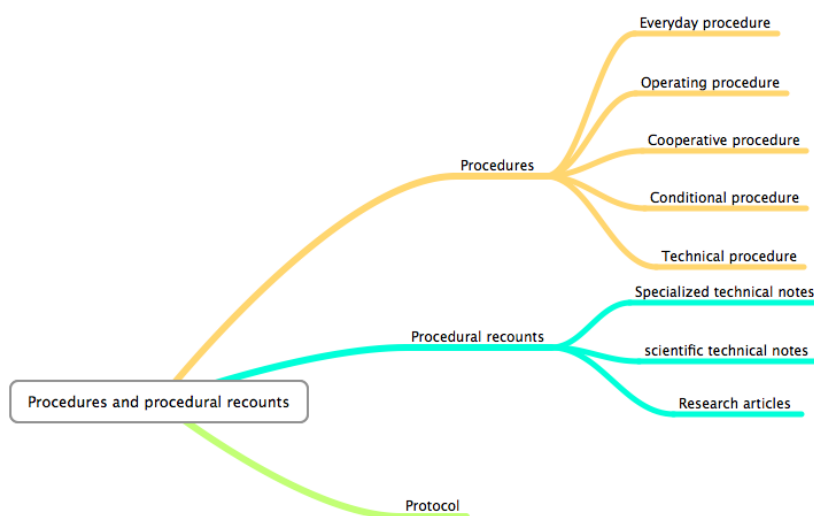 Everyday procedure
Operating procedure
Cooperative procedure
Procedures
Conditional procedure
Technical procedure
Specialized technical notes
Procedural recounts
scientific technical notes
Research articles
Procedures and procedural recounts
Protocol